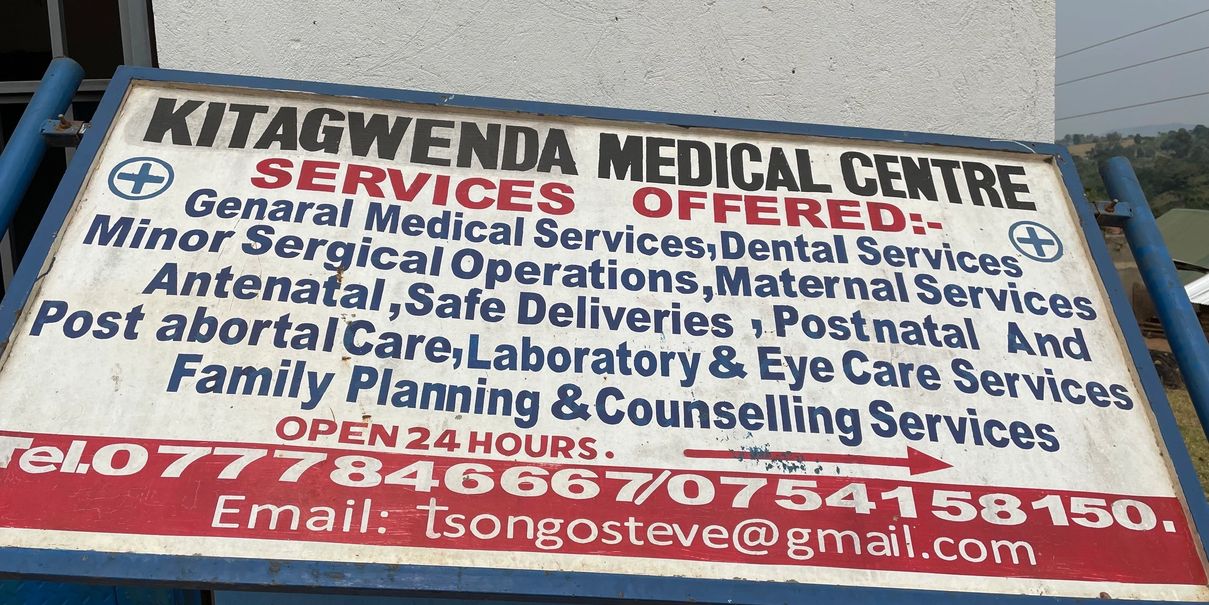 KITAGWENDA MEDICAL CENTRE
SERVICES OFFERED:-
Genaral Medical Services,Dental Services
Minor Sergical Operations,Maternal Services
Antenatal,Safe Deliveries , Postnatal And
Post abortal Care,Laboratory & Eye Care Services
Family Planning & Counselling Services
OPEN 24 HOURS.
Tel.0777846667/0754158150.
Email: tsongosteve@gmail.com